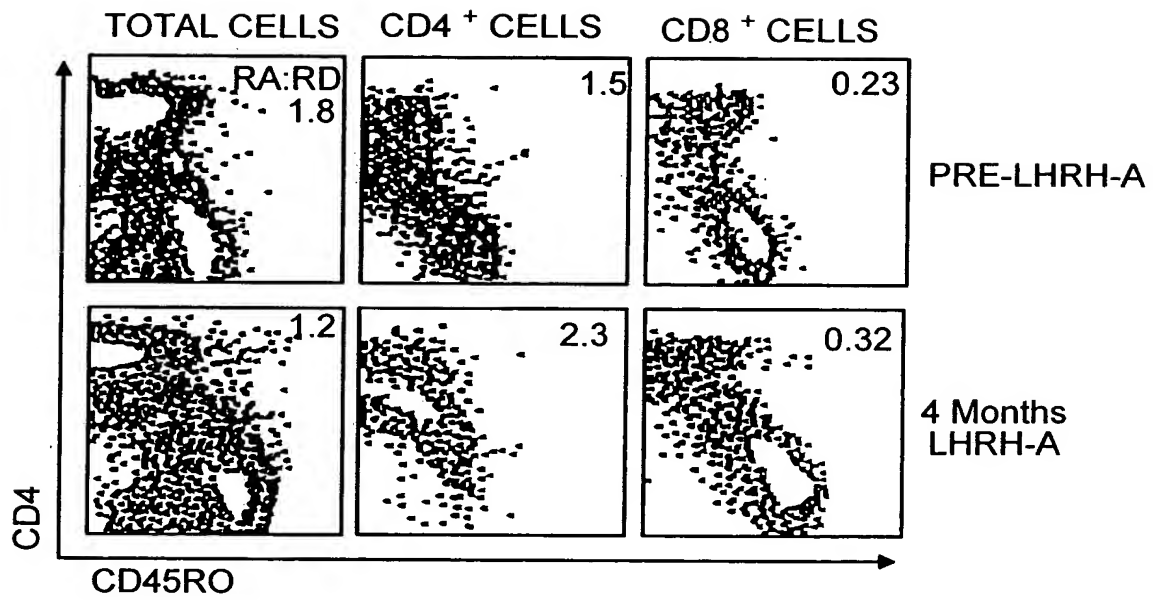 TOTAL CELLS
CD4 + CELLS
CD8 + CELLS
RA:RD
1.8
1.5
0.23
PRE-LHRH-A
1.2
2.3
0.32
4 Months
LHRH-A
CD4
CD45RO